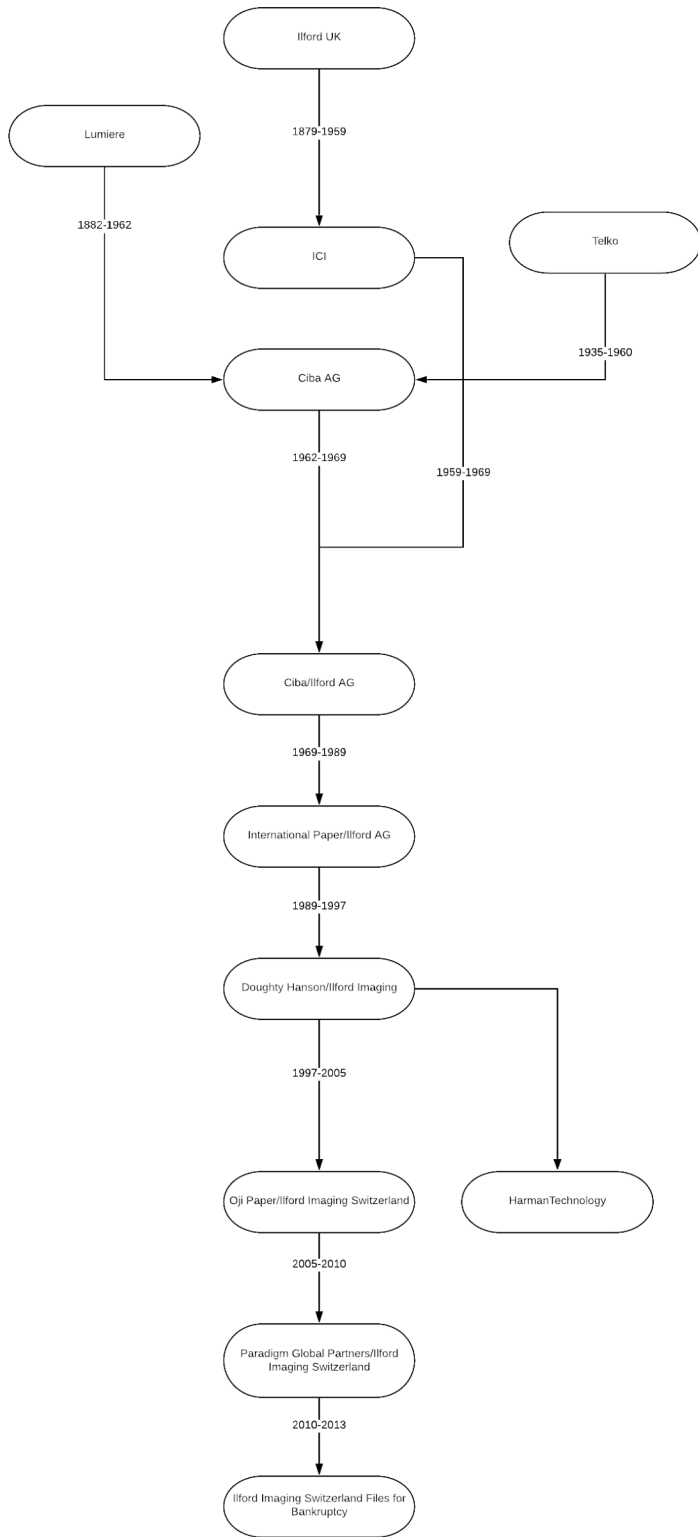 Ilford UK
1879-1959
Lumiere
1882-1962
ICI
Telko
1935-1960
Ciba AG
1962-1969
1959-1969
Ciba/Ilford AG
1969-1989
International Paper/Ilford AG
1989-1997
Doughty Hanson/Ilford Imaging
1997-2005
Oji Paper/Ilford Imaging Switzerland
HarmanTechnology
2005-2010
Paradigm Global Partners/Ilford
Imaging Switzerland
2010-2013
Ilford Imaging Switzerland Files for
Bankruptcy